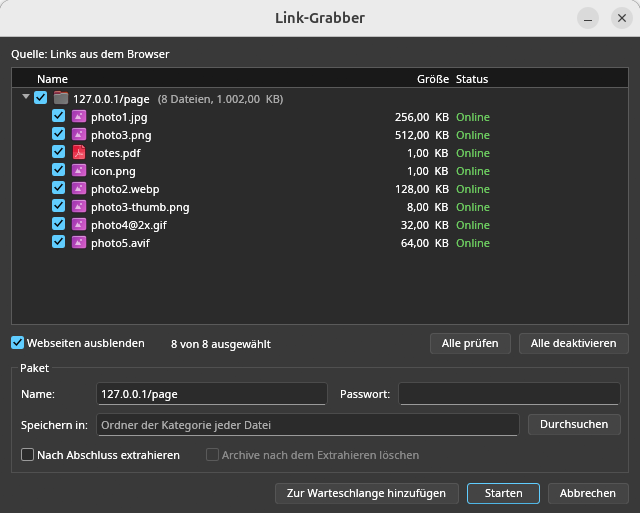 Link-Grabber
Quelle: Links aus dem Browser
Name Größe Status
127.0.0.1/page (8 Dateien, 1.002,00 KB)
photo1.jpg 256,00 KB Online
photo3.png 512,00 KB Online
notes.pdf 1,00 KB Online
icon.png 1,00 KB Online
photo2.webp 128,00 KB Online
photo3-thumb.png 8,00 KB Online
photo4@2x.gif 32,00 KB Online
photo5.avif 64,00 KB Online
Webseiten ausblenden 8 von 8 ausgewählt Alle prüfen Alle deaktivieren
Paket
Name: 127.0.0.1/page Passwort:
Speichern in: Ordner der Kategorie jeder Datei Durchsuchen
Nach Abschluss extrahieren Archive nach dem Extrahieren löschen
Zur Warteschlange hinzufügen Starten Abbrechen